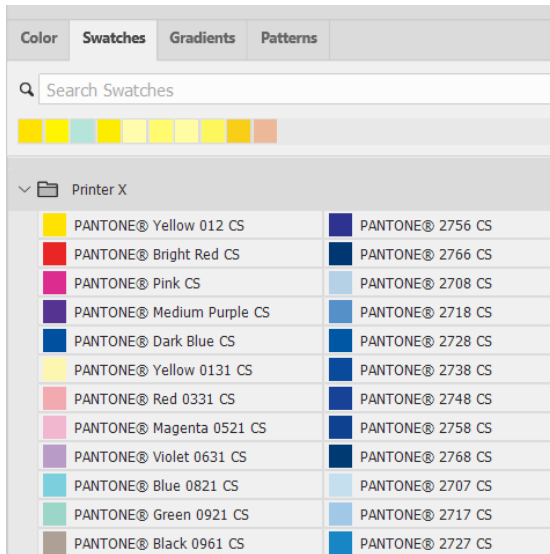 Color Swatches Gradients Patterns
Search Swatches
Printer X
PANTONE® Yellow 012 CS
PANTONE® Bright Red CS
PANTONE® Pink CS
PANTONE® Medium Purple CS
PANTONE® Dark Blue CS
PANTONE® Yellow 0131 CS
PANTONE® Red 0331 CS
PANTONE® Magenta 0521 CS
PANTONE® Violet 0631 CS
PANTONE® Blue 0821 CS
PANTONE® Green 0921 CS
PANTONE® Black 0961 CS
PANTONE® 2756 CS
PANTONE® 2766 CS
PANTONE® 2708 CS
PANTONE® 2718 CS
PANTONE® 2728 CS
PANTONE® 2738 CS
PANTONE® 2748 CS
PANTONE® 2758 CS
PANTONE® 2768 CS
PANTONE® 2707 CS
PANTONE® 2717 CS
PANTONE® 2727 CS